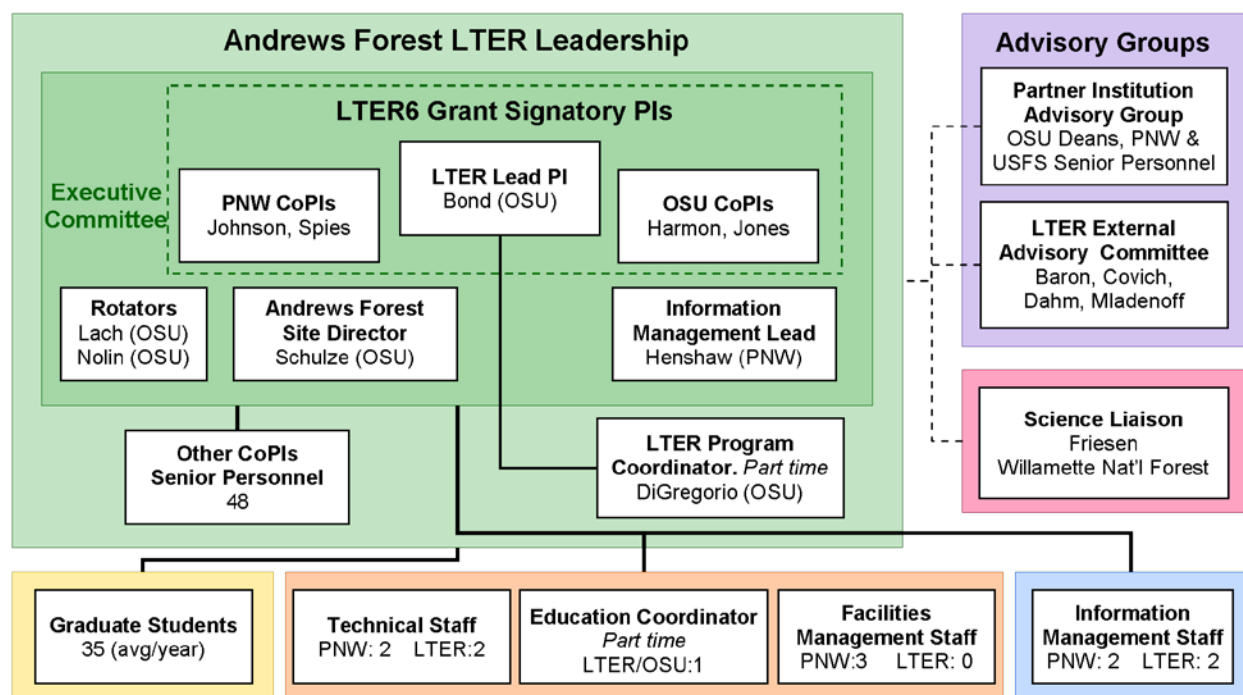 Andrews Forest LTER Leadership
LTER6 Grant Signatory PIs
Executive
Committee
PNW CoPIs
Johnson, Spies
LTER Lead PI
Bond (OSU)
OSU CoPIs
Harmon, Jones
Rotators
Lach (OSU)
Nolin (OSU)
Andrews Forest
Site Director
Schulze (OSU)
Information
Management Lead
Henshaw (PNW)
Other CoPIs
Senior Personnel
48
LTER Program
Coordinator. Part time
DiGregorio (OSU)
Advisory Groups
Partner Institution
Advisory Group
OSU Deans, PNW &
USFS Senior Personnel
LTER External
Advisory Committee
Baron, Covich,
Dahm, Mladenoff
Science Liaison
Friesen
Willamette Nat'l Forest
Graduate Students
35 (avg/year)
Technical Staff
PNW: 2 LTER:2
Education Coordinator
Part time
LTER/OSU:1
Facilities
Management Staff
PNW:3 LTER: 0
Information
Management Staff
PNW: 2 LTER: 2